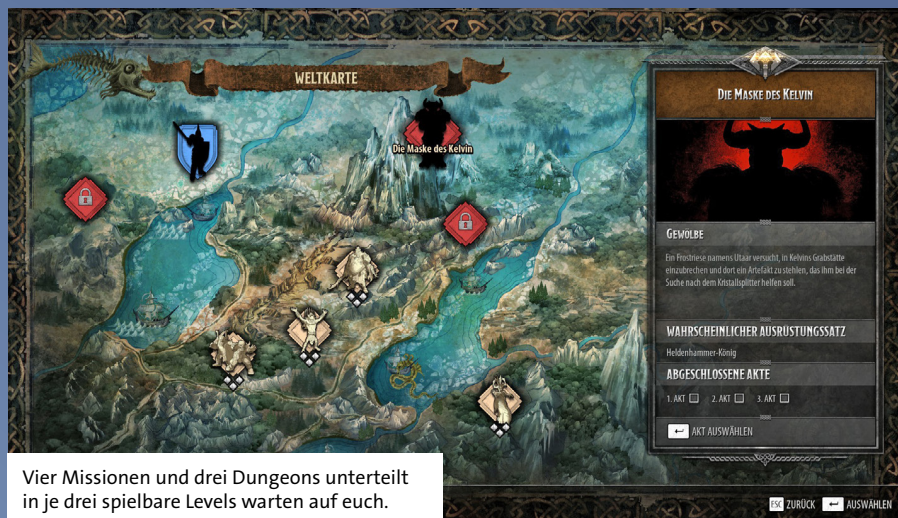 WELTKARTE
Die Maske des Kelvin
DIE MASKE DES KELVIN
GEWÖLBE
Ein Frostriese namens Utaar versucht, in Kelvins Grabstätte
einzubrechen und dort ein Artefakt zu stehlen, das ihm bei der
Suche nach dem Kristallsplitter helfen soll.
WAHRSCHEINLICHER AUSRÜSTUNGSSATZ
Heldenhammer-König
ABGESCHLOSSENE AKTE
1. AKT 2. AKT 3. AKT
AKT AUSWÄHLEN
Vier Missionen und drei Dungeons unterteilt
in je drei spielbare Levels warten auf euch.
ESC ZURÜCK AUSWÄHLEN